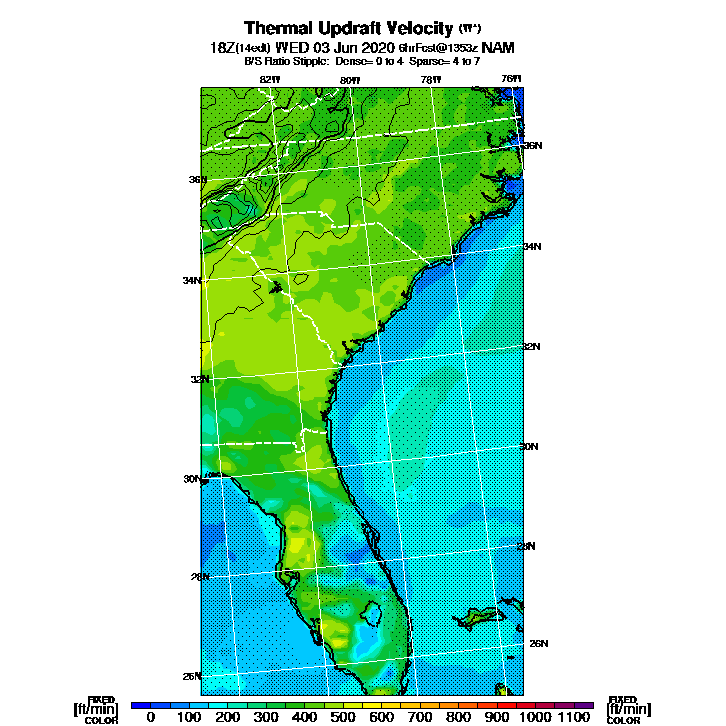 Thermal Updraft Velocity (W*)
18Z(14edt) WED 03 Jun 2020 6hrFcst@1353z NAM
B/S Ratio Stipple: Dense= 0 to 4 Sparse= 4 to 7
82W 80W 78W 76W
36N
36N
34N
34N
32N
32N
30N
30N
28N
28N
26N
26N
FIXED FIXED
[ft/min] 0 100 200 300 400 500 600 700 800 900 1000 1100 [ft/min]
COLOR COLOR